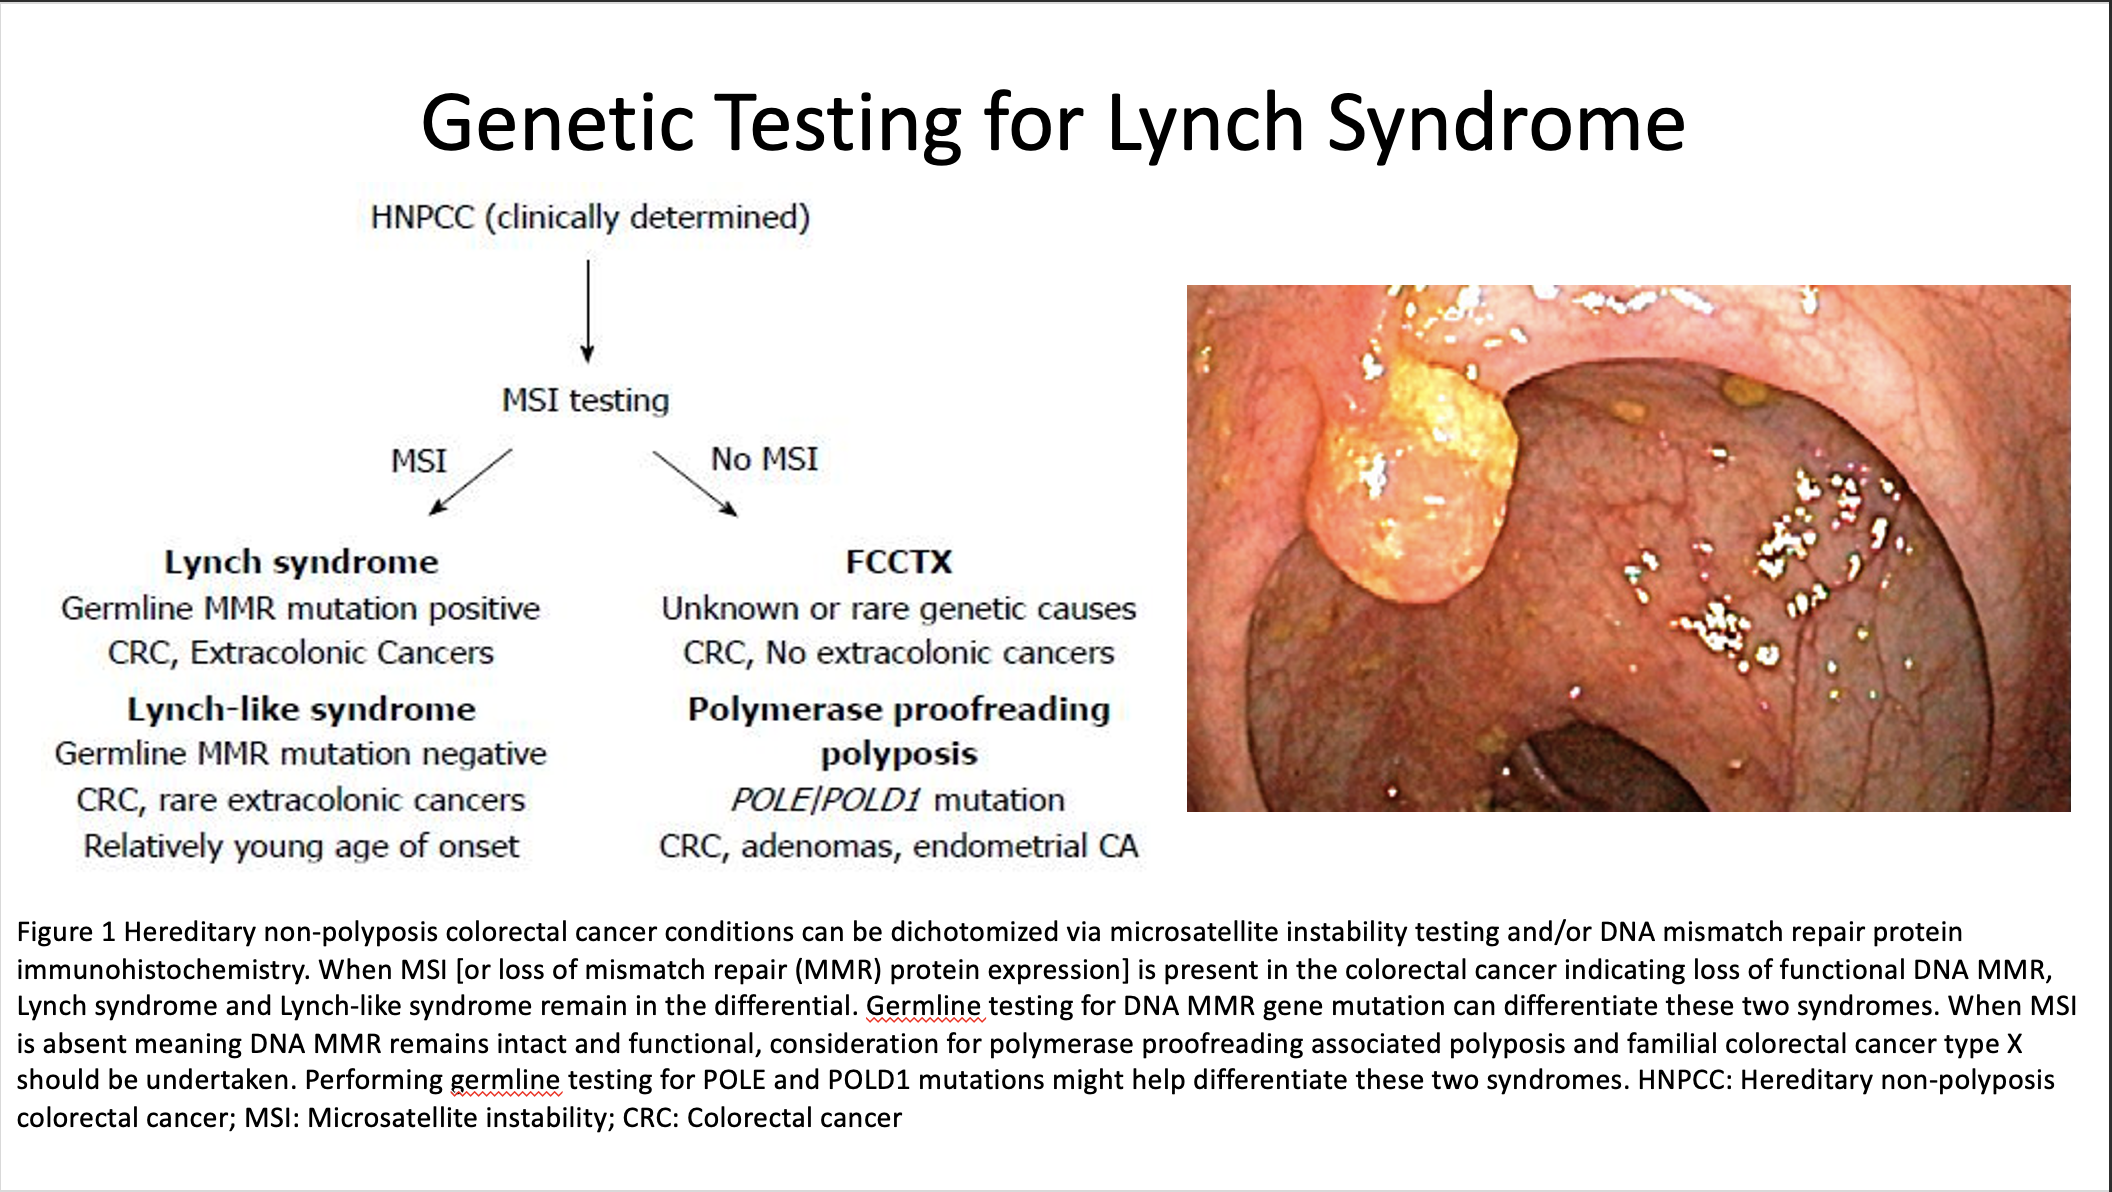 Genetic Testing for Lynch Syndrome
HNPCC (clinically determined)
MSI testing
MSI
No MSI
Lynch syndrome
Germline MMR mutation positive
CRC, Extracolonic Cancers
Lynch-like syndrome
Germline MMR mutation negative
CRC, rare extracolonic cancers
Relatively young age of onset
FCCTX
Unknown or rare genetic causes
CRC, No extracolonic cancers
Polymerase proofreading
polyposis
POLE/POLD1 mutation
CRC, adenomas, endometrial CA
Figure 1 Hereditary non-polyposis colorectal cancer conditions can be dichotomized via microsatellite instability testing and/or DNA mismatch repair protein
immunohistochemistry. When MSI [or loss of mismatch repair (MMR) protein expression] is present in the colorectal cancer indicating loss of functional DNA MMR,
Lynch syndrome and Lynch-like syndrome remain in the differential. Germline testing for DNA MMR gene mutation can differentiate these two syndromes. When MSI
is absent meaning DNA MMR remains intact and functional, consideration for polymerase proofreading associated polyposis and familial colorectal cancer type X
should be undertaken. Performing germline testing for POLE and POLD1 mutations might help differentiate these two syndromes. HNPCC: Hereditary non-polyposis
colorectal cancer; MSI: Microsatellite instability; CRC: Colorectal cancer